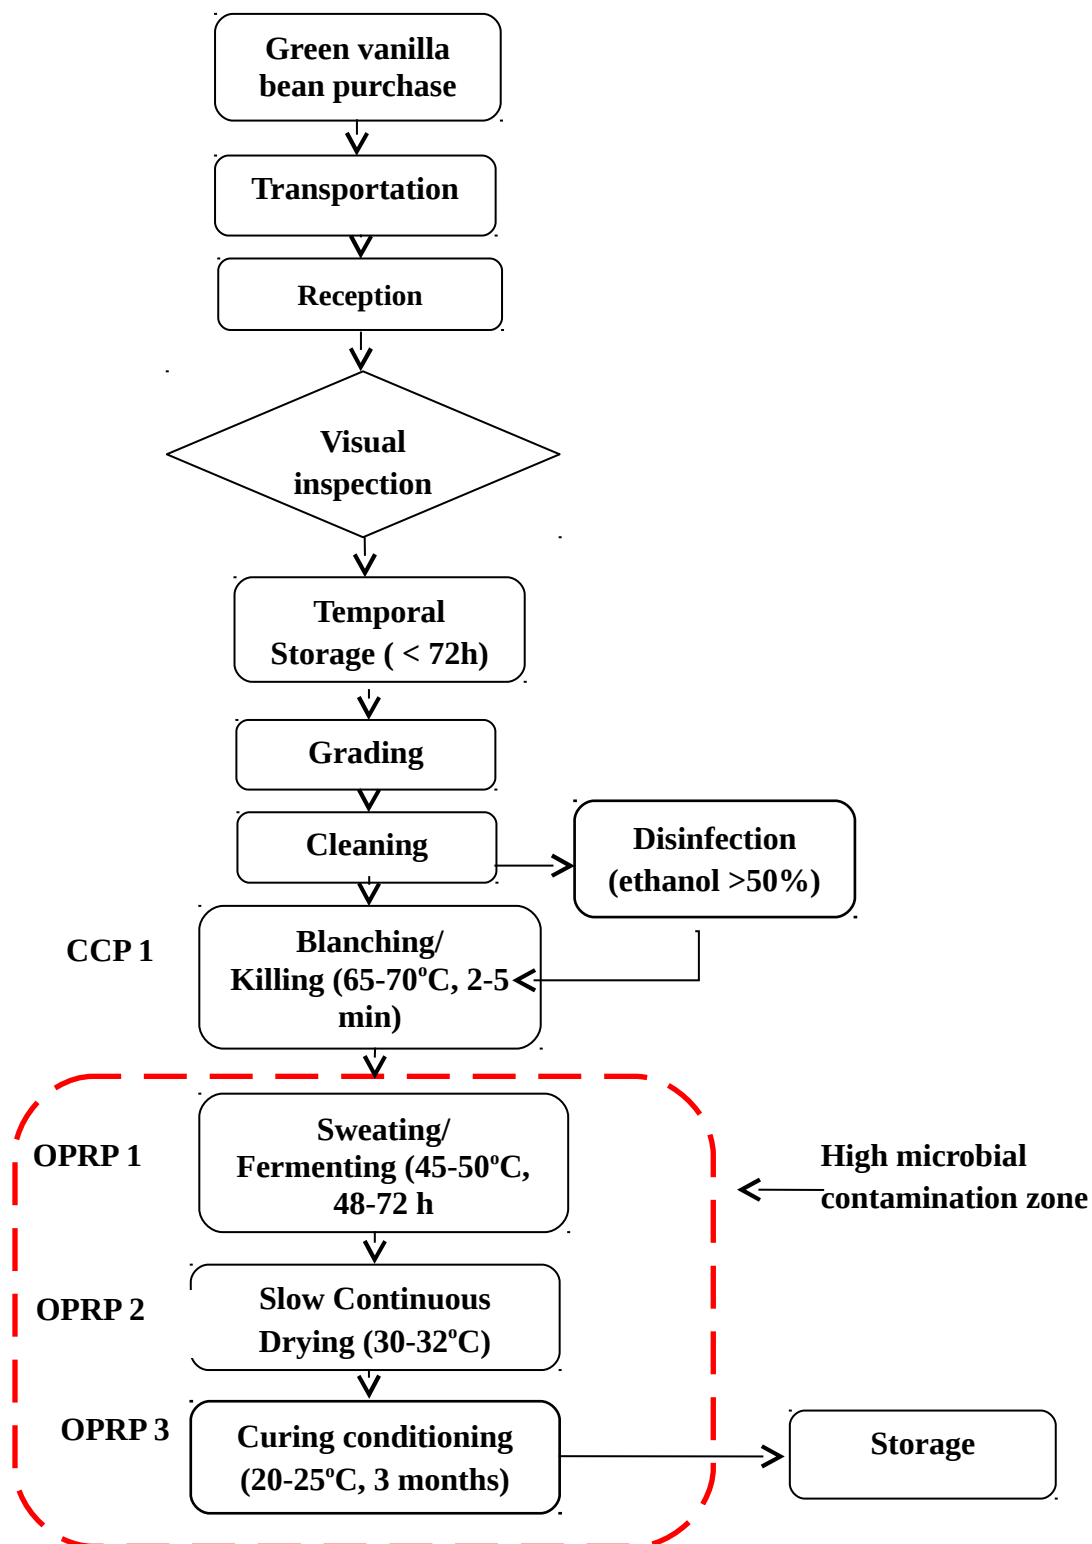 Green vanilla
bean purchase
Transportation
Reception
Visual
inspection
Temporal
Storage ( < 72h)
Grading
Cleaning
Disinfection
(ethanol >50%)
CCP 1
Blanching/
Killing (65-70ºC, 2-5
min)
OPRP 1
Sweating/
Fermenting (45-50ºC,
48-72 h
High microbial
contamination zone
OPRP 2
Slow Continuous
Drying (30-32ºC)
OPRP 3
Curing conditioning
(20-25ºC, 3 months)
Storage